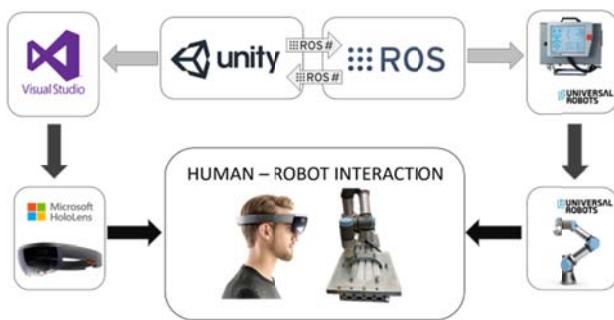 Visual Studio
unity
ROS#
ROS#
ROS
UNIVERSAL
ROBOTS
Microsoft
HoloLens
HUMAN – ROBOT INTERACTION
UNIVERSAL
ROBOTS